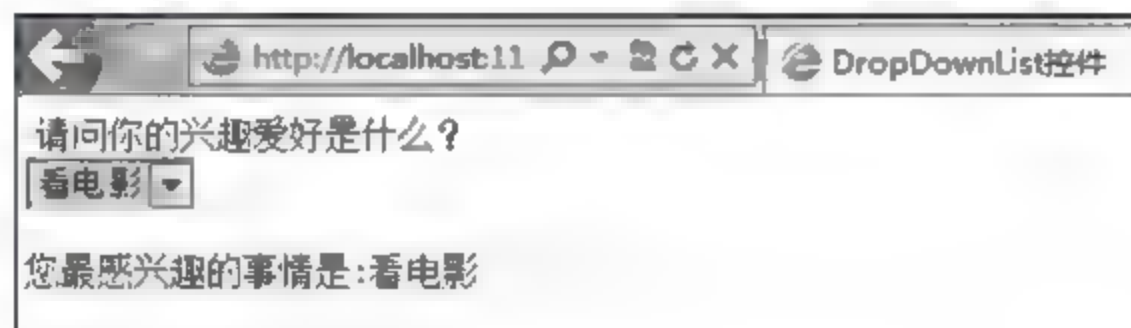 http://localhost:11
DropDownList控件
请问你的兴趣爱好是什么?
看电影
您最感兴趣的事情是:看电影